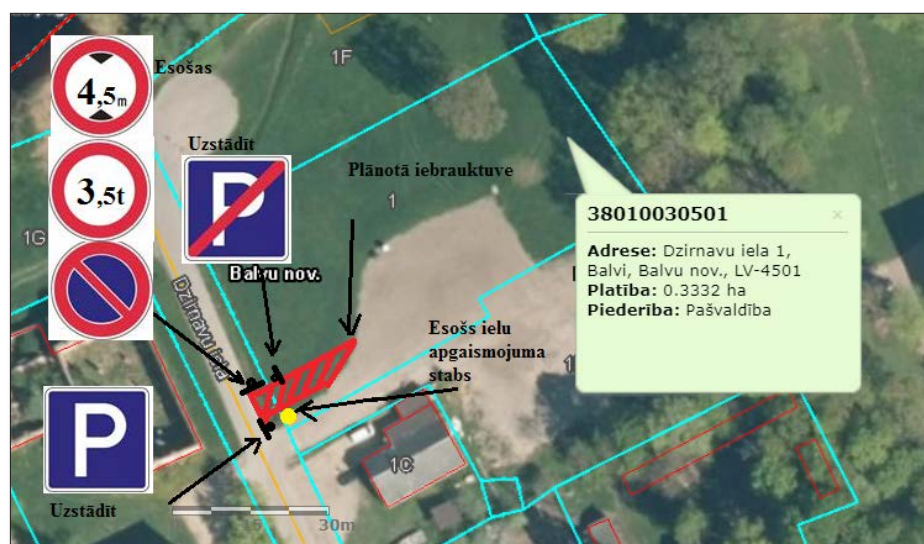 1F
Esošas
4,5m
Uzstādīt
P
Plānotā iebrauktuve
3,5t
1
38010030501
×
1G
Adrese: Dzirnavu iela 1,
Balvi, Balvu nov., LV-4501
Platība: 0.3332 ha
Piederība: Pašvaldība
Balvu nov.
Dzirnavu iela
Esošs ielu
apgaismojuma
stabs
P
1C
Uzstādīt
30m